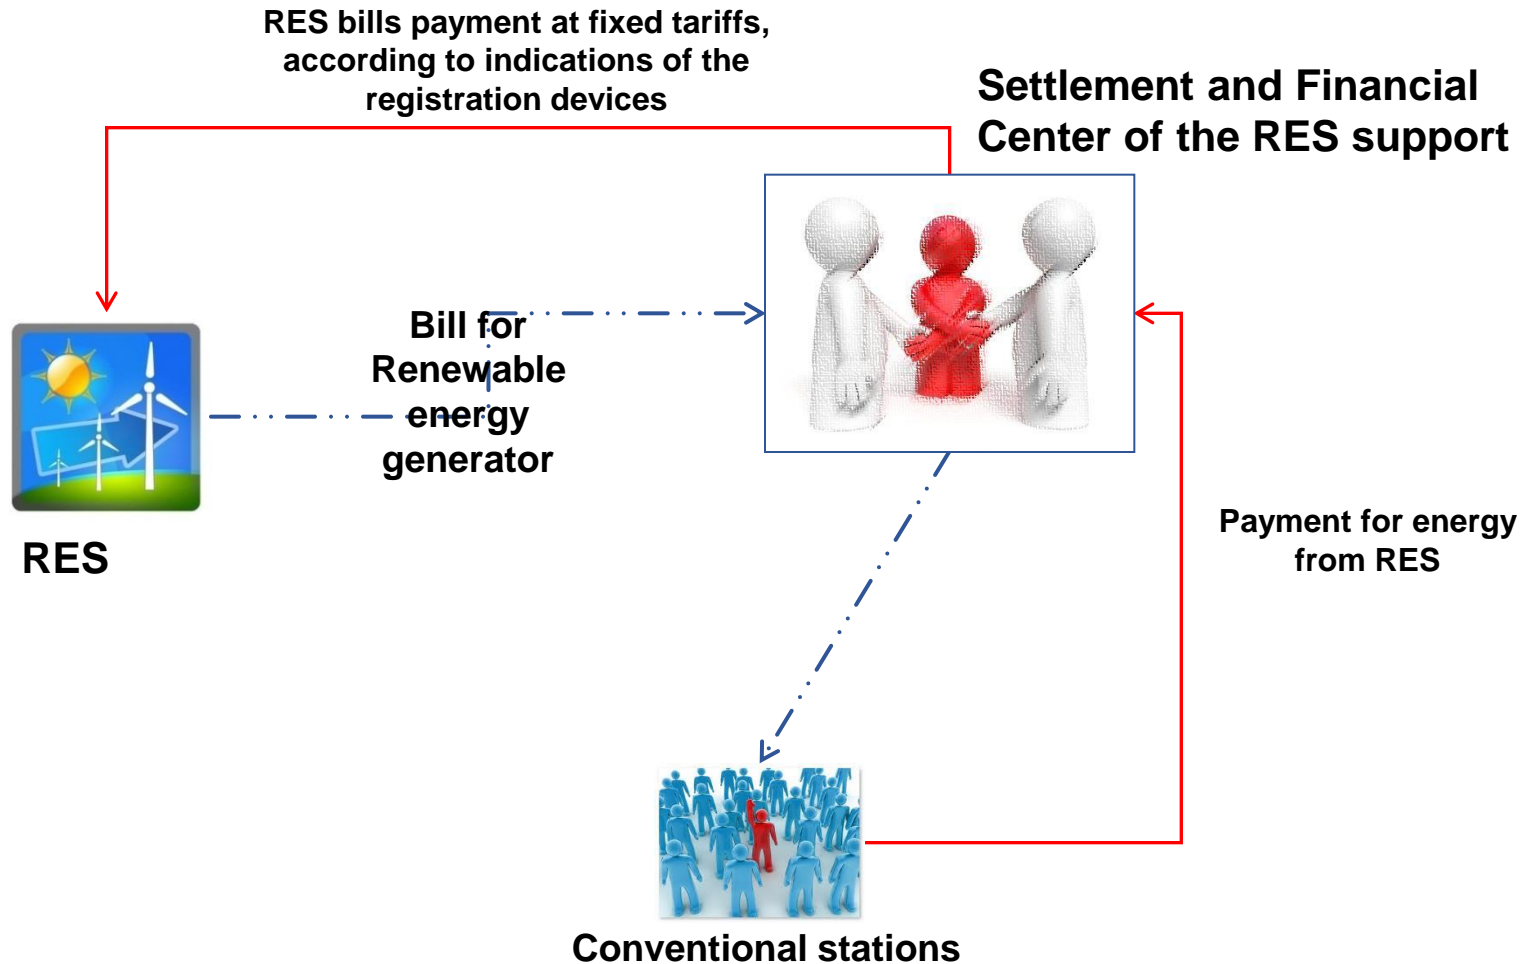 RES bills payment at fixed tariffs,
according to indications of the
registration devices
Settlement and Financial
Center of the RES support
Bill for
Renewable
energy
generator
RES
Payment for energy
from RES
Conventional stations